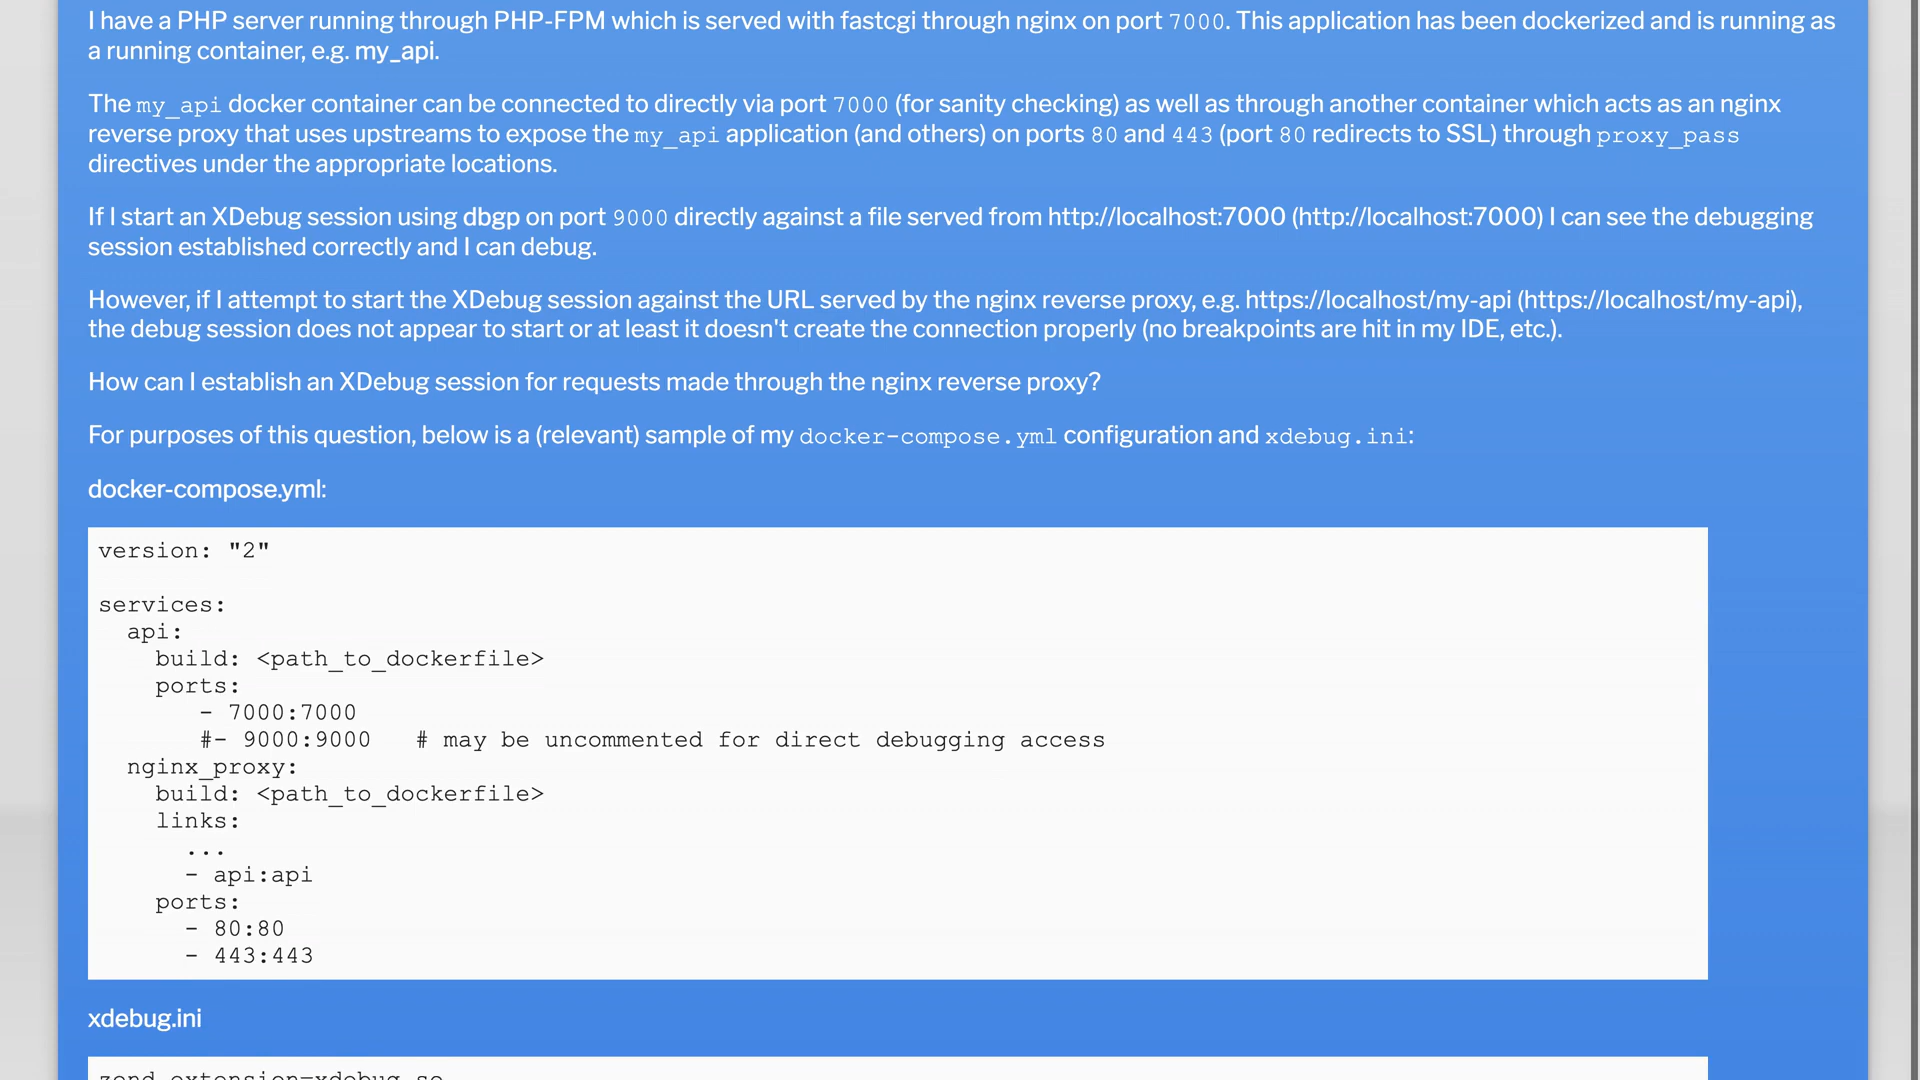 I have a PHP server running through PHP-FPM which is served with fastcgi through nginx on port 7000. This application has been dockerized and is running as
a running container, e.g. my_api.
The my_api docker container can be connected to directly via port 7000 (for sanity checking) as well as through another container which acts as an nginx
reverse proxy that uses upstreams to expose the my_api application (and others) on ports 80 and 443 (port 80 redirects to SSL) through proxy_pass
directives under the appropriate locations.
If I start an XDebug session using dbgp on port 9000 directly against a file served from http://localhost:7000 (http://localhost:7000) I can see the debugging
session established correctly and I can debug.
However, if I attempt to start the XDebug session against the URL served by the nginx reverse proxy, e.g. https://localhost/my-api (https://localhost/my-api),
the debug session does not appear to start or at least it doesn't create the connection properly (no breakpoints are hit in my IDE, etc.).
How can I establish an XDebug session for requests made through the nginx reverse proxy?
For purposes of this question, below is a (relevant) sample of my docker-compose.yml configuration and xdebug.ini:
docker-compose.yml:
version: "2"
services:
api:
build: <path_to_dockerfile>
ports:
- 7000:7000
#- 9000:9000 # may be uncommented for direct debugging access
nginx_proxy:
build: <path_to_dockerfile>
links:
...
- api:api
ports:
- 80:80
- 443:443
xdebug.ini
zend_extension=xdebug.so